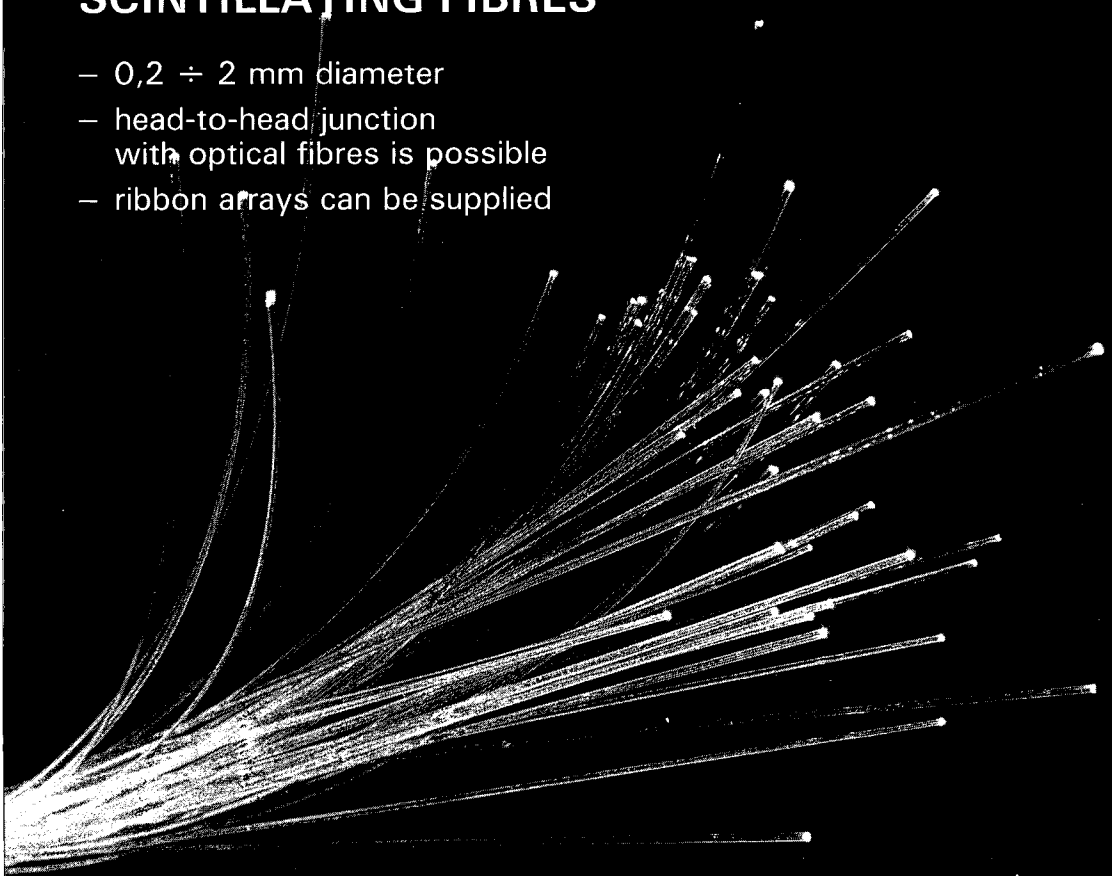 SCINTILLATING FIBRES
– 0,2 ÷ 2 mm diameter
– head-to-head junction
with optical fibres is possible
– ribbon arrays can be supplied